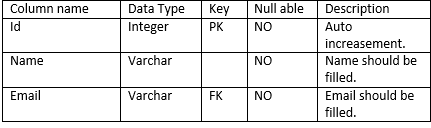 Column name Data Type Key Null able Description
Id Integer PK NO Auto
increasement.
Name Varchar NO Name should be
filled.
Email Varchar FK NO Email should be
filled.